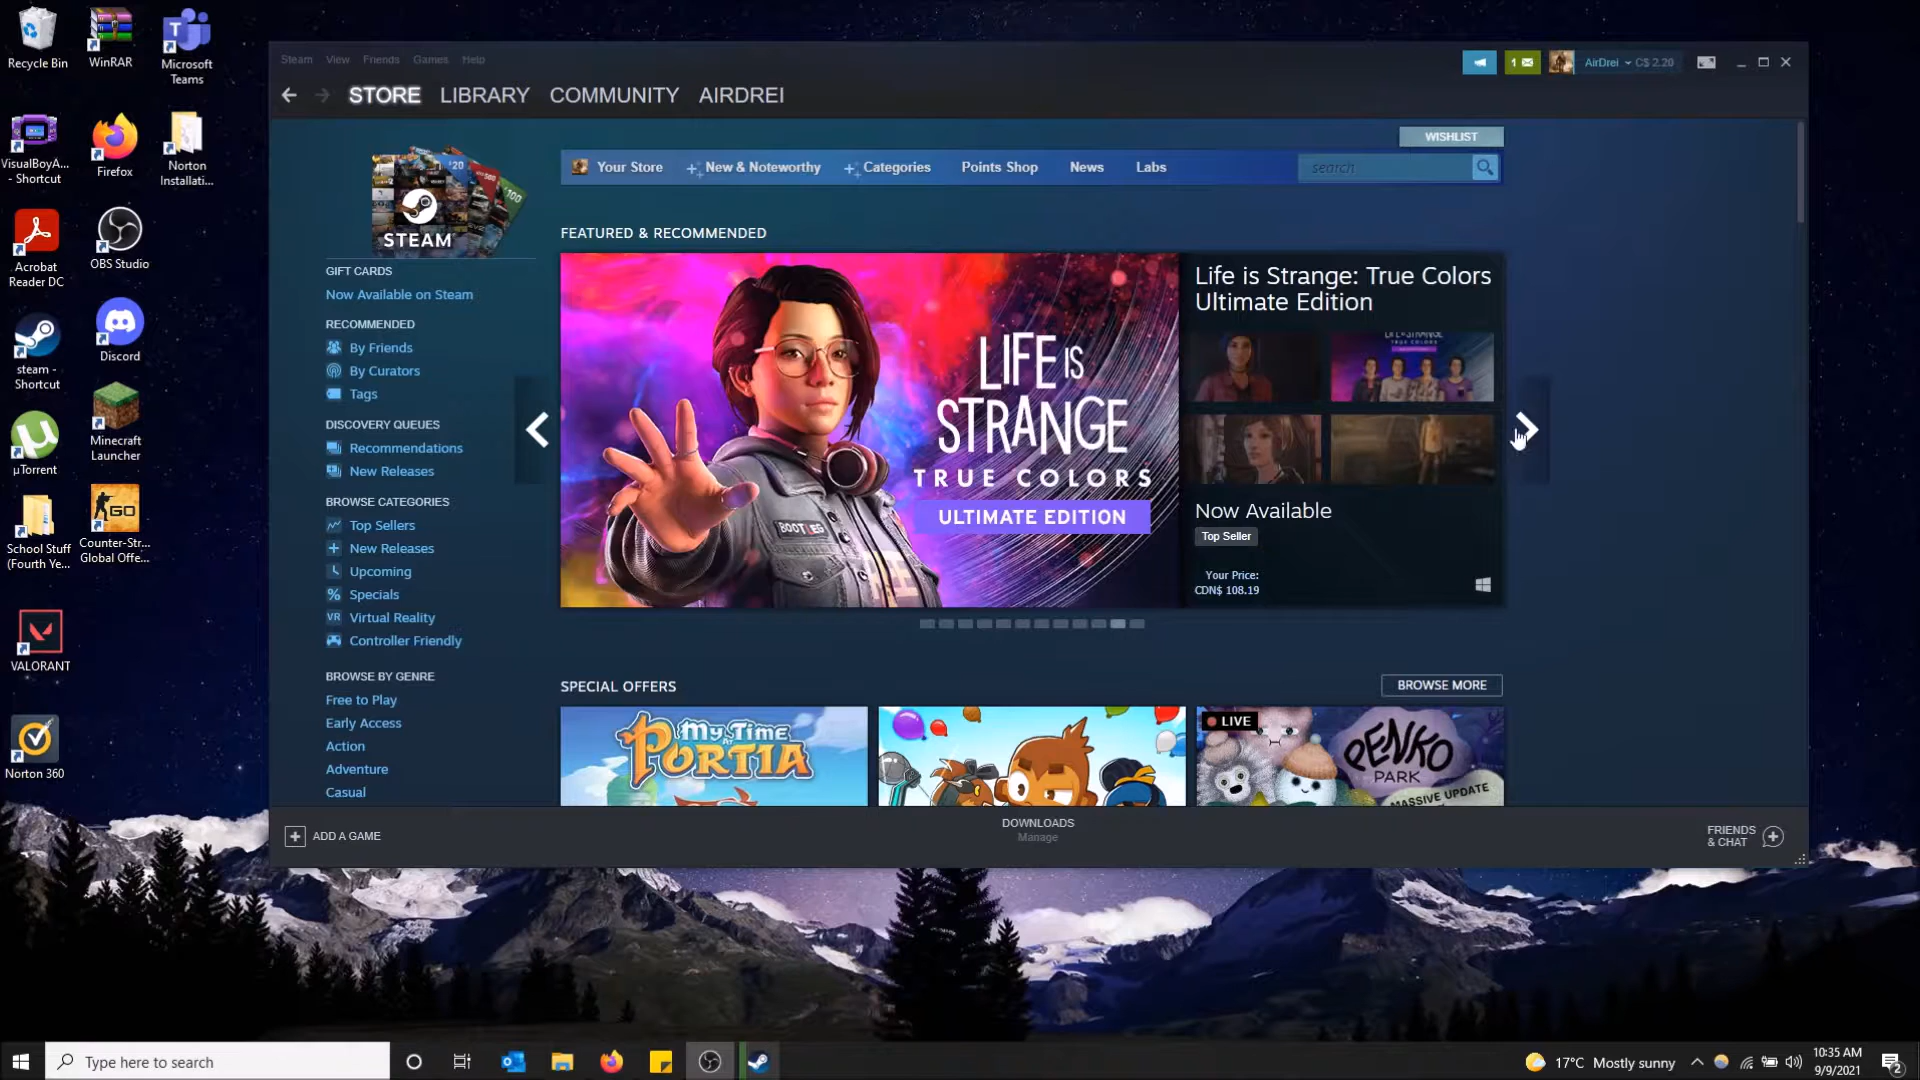 Recycle Bin
WinRAR
Microsoft
Teams
VisualBoyA...
- Shortcut
Firefox
Norton
Installati...
Acrobat
Reader DC
OBS Studio
steam -
Shortcut
Discord
µTorrent
Minecraft
Launcher
School Stuff
(Fourth Ye...
GO
Counter-Str...
Global Offe...
VALORANT
Norton 360
Steam View Friends Games Help
1
AirDrei C$ 2.20
STORE LIBRARY COMMUNITY AIRDREI
WISHLIST
Your Store New & Noteworthy Categories Points Shop News Labs
search
STEAM
GIFT CARDS
Now Available on Steam
RECOMMENDED
By Friends
By Curators
Tags
DISCOVERY QUEUES
Recommendations
New Releases
BROWSE CATEGORIES
Top Sellers
New Releases
Upcoming
Specials
VR Virtual Reality
Controller Friendly
BROWSE BY GENRE
Free to Play
Early Access
Action
Adventure
Casual
FEATURED & RECOMMENDED
LIFE IS
STRANGE
TRUE COLORS
ULTIMATE EDITION
BOOTLEG
Life is Strange: True Colors
Ultimate Edition
Now Available
Top Seller
Your Price:
CDN$ 108.19
SPECIAL OFFERS
BROWSE MORE
My Time
AT
PORTIA
LIVE
PENKO
PARK
MASSIVE UPDATE
ADD A GAME
DOWNLOADS
Manage
FRIENDS
& CHAT
Type here to search
17°C Mostly sunny
10:35 AM
9/9/2021
2